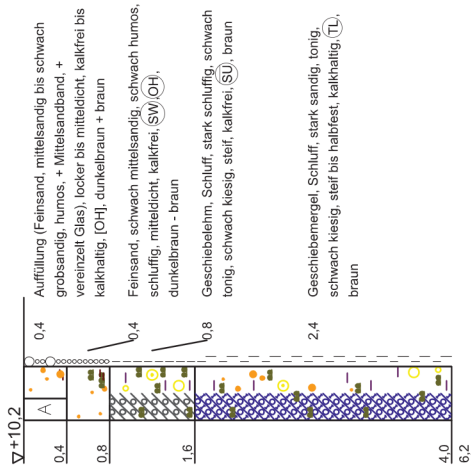 ▽+10,2
A
0,4
0,8
1,6
4,0
6,2
0,4
Auffüllung (Feinsand, mittelsandig bis schwach
grobsandig, humos, + Mittelsandband, +
vereinzelt Glas), locker bis mitteldicht, kalkfrei bis
kalkhaltig, [OH], dunkelbraun + braun
0,4
Feinsand, schwach mittelsandig, schwach humos,
schluffig, mitteldicht, kalkfrei, SW,OH,
dunkelbraun - braun
0,8
Geschiebelehm, Schluff, stark schluffig, schwach
tonig, schwach kiesig, steif, kalkfrei, SU, braun
2,4
Geschiebemergel, Schluff, stark sandig, tonig,
schwach kiesig, steif bis halbfest, kalkhaltig, TL,
braun